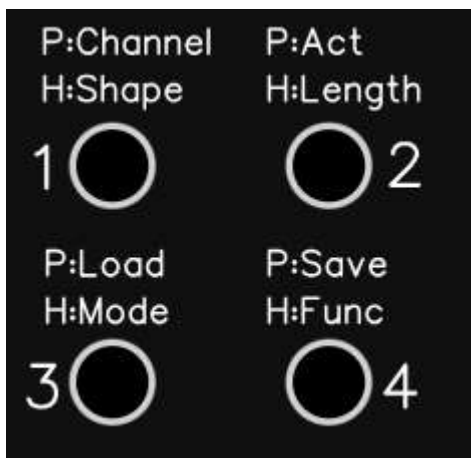 P:Channel P:Act
H:Shape H:Length
1 2
P:Load P:Save
H:Mode H:Func
3 4